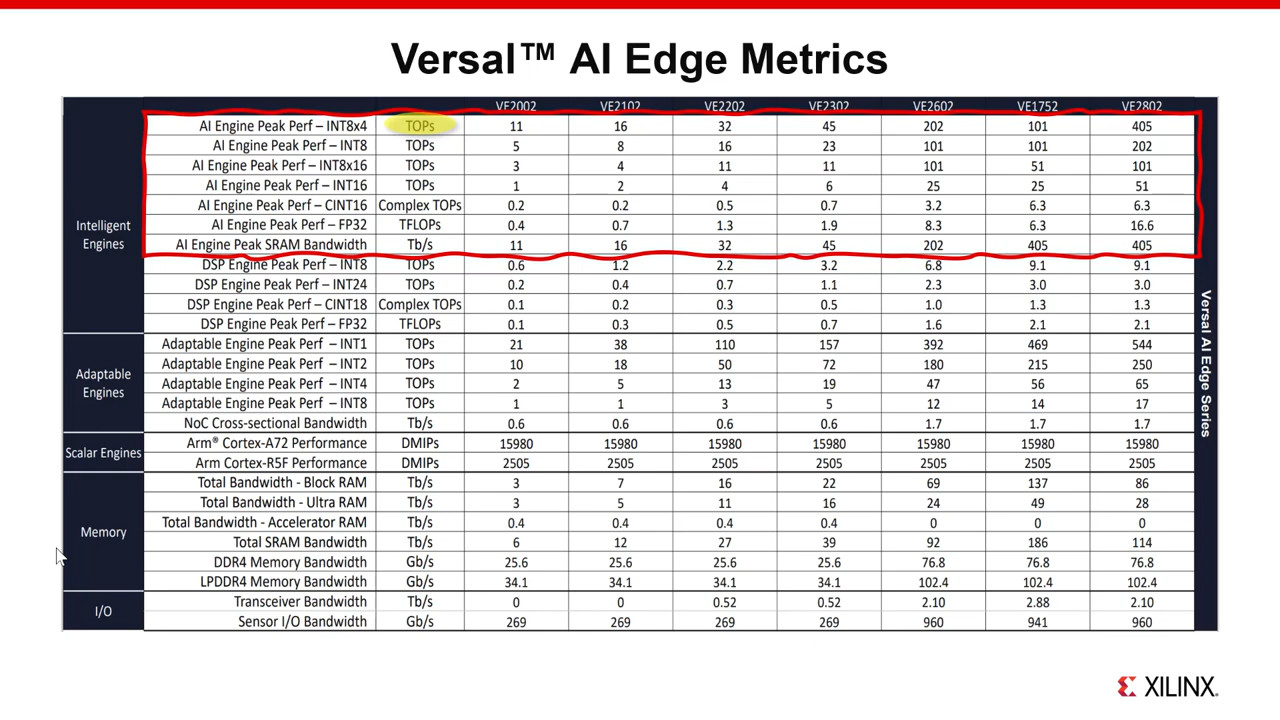 Versal™ AI Edge Metrics
VE2002 VE2102 VE2202 VE2302 VE2602 VE1752 VE2802
Intelligent Engines
AI Engine Peak Perf – INT8x4 TOPs 11 16 32 45 202 101 405
AI Engine Peak Perf – INT8 TOPs 5 8 16 23 101 101 202
AI Engine Peak Perf – INT8x16 TOPs 3 4 11 11 101 51 101
AI Engine Peak Perf – INT16 TOPs 1 2 4 6 25 25 51
AI Engine Peak Perf – CINT16 Complex TOPs 0.2 0.2 0.5 0.7 3.2 6.3 6.3
AI Engine Peak Perf – FP32 TFLOPs 0.4 0.7 1.3 1.9 8.3 6.3 16.6
AI Engine Peak SRAM Bandwidth Tb/s 11 16 32 45 202 405 405
DSP Engine Peak Perf – INT8 TOPs 0.6 1.2 2.2 3.2 6.8 9.1 9.1
DSP Engine Peak Perf – INT24 TOPs 0.2 0.4 0.7 1.1 2.3 3.0 3.0
DSP Engine Peak Perf – CINT18 Complex TOPs 0.1 0.2 0.3 0.5 1.0 1.3 1.3
DSP Engine Peak Perf – FP32 TFLOPs 0.1 0.3 0.5 0.7 1.6 2.1 2.1
Adaptable Engines
Adaptable Engine Peak Perf – INT1 TOPs 21 38 110 157 392 469 544
Adaptable Engine Peak Perf – INT2 TOPs 10 18 50 72 180 215 250
Adaptable Engine Peak Perf – INT4 TOPs 2 5 13 19 47 56 65
Adaptable Engine Peak Perf – INT8 TOPs 1 1 3 5 12 14 17
NoC Cross-sectional Bandwidth Tb/s 0.6 0.6 0.6 0.6 1.7 1.7 1.7
Scalar Engines
Arm® Cortex-A72 Performance DMIPs 15980 15980 15980 15980 15980 15980 15980
Arm Cortex-R5F Performance DMIPs 2505 2505 2505 2505 2505 2505 2505
Memory
Total Bandwidth - Block RAM Tb/s 3 7 16 22 69 137 86
Total Bandwidth - Ultra RAM Tb/s 3 5 11 16 24 49 28
Total Bandwidth - Accelerator RAM Tb/s 0.4 0.4 0.4 0.4 0 0 0
Total SRAM Bandwidth Tb/s 6 12 27 39 92 186 114
DDR4 Memory Bandwidth Gb/s 25.6 25.6 25.6 25.6 76.8 76.8 76.8
LPDDR4 Memory Bandwidth Gb/s 34.1 34.1 34.1 34.1 102.4 102.4 102.4
I/O
Transceiver Bandwidth Tb/s 0 0 0.52 0.52 2.10 2.88 2.10
Sensor I/O Bandwidth Gb/s 269 269 269 269 960 941 960
Versal AI Edge Series
XILINX.